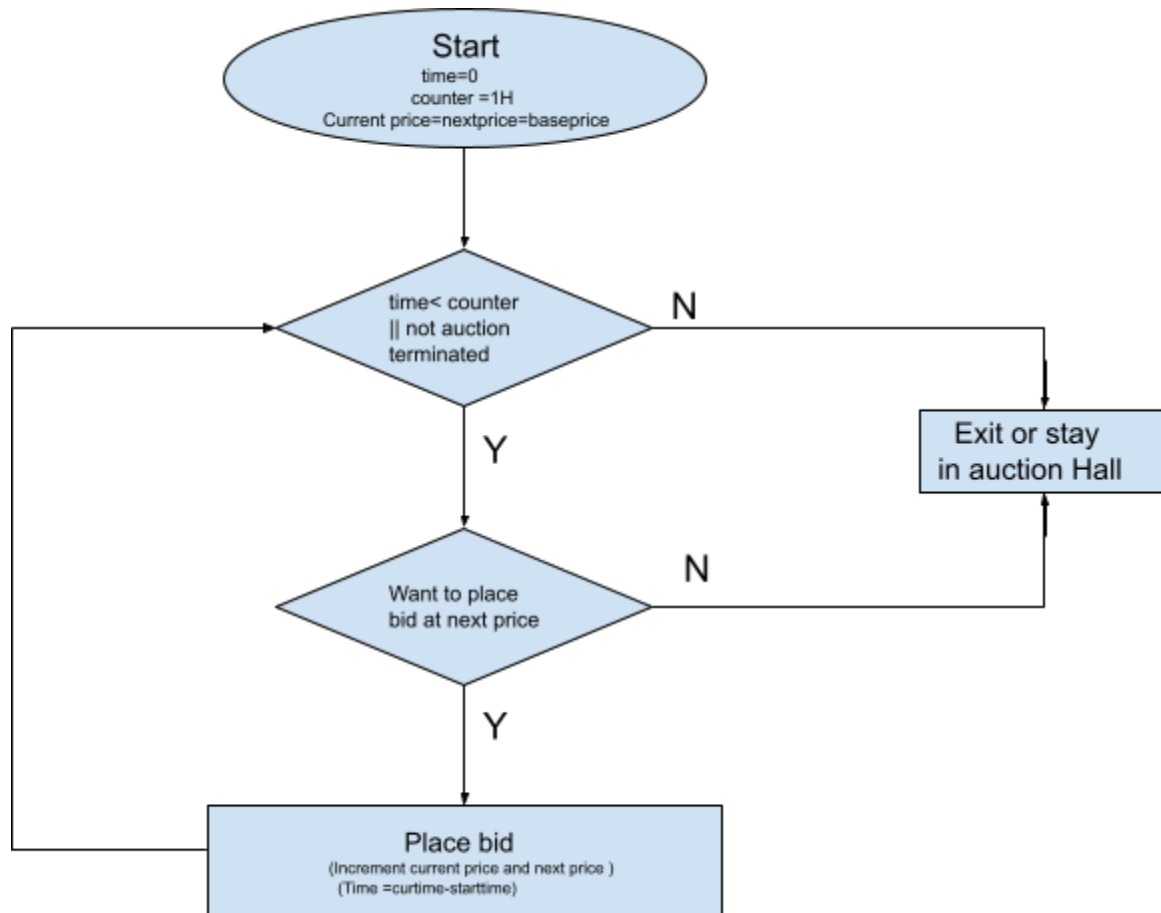 Start
time=0
counter =1H
Current price=nextprice=baseprice
time< counter
|| not auction
terminated
N
Y
Exit or stay
in auction Hall
Want to place
bid at next price
N
Y
Place bid
(Increment current price and next price )
(Time =curtime-starttime)